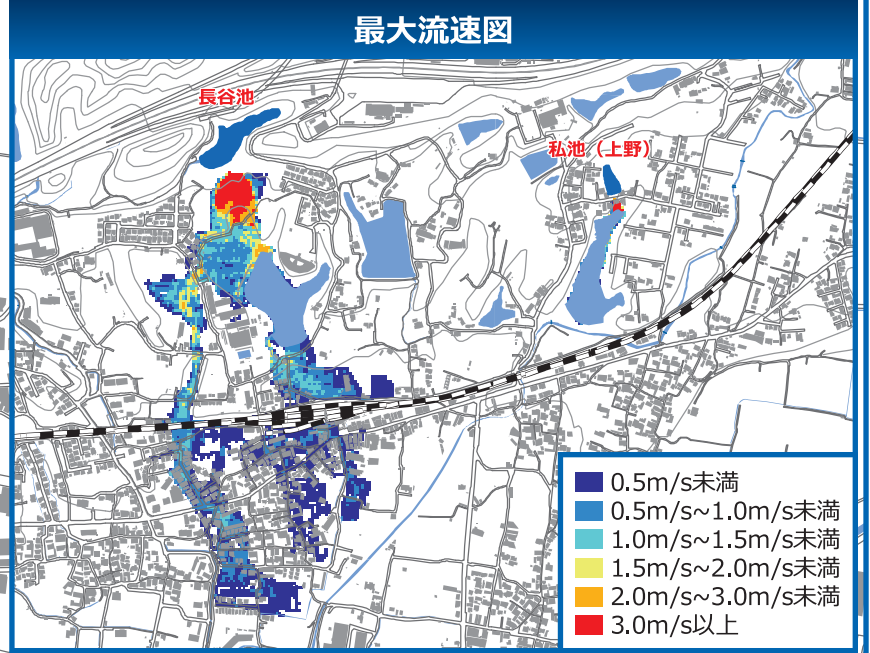 最大流速図
長谷池
私池（上野）
0.5m/s未満
0.5m/s~1.0m/s未満
1.0m/s~1.5m/s未満
1.5m/s~2.0m/s未満
2.0m/s~3.0m/s未満
3.0m/s以上